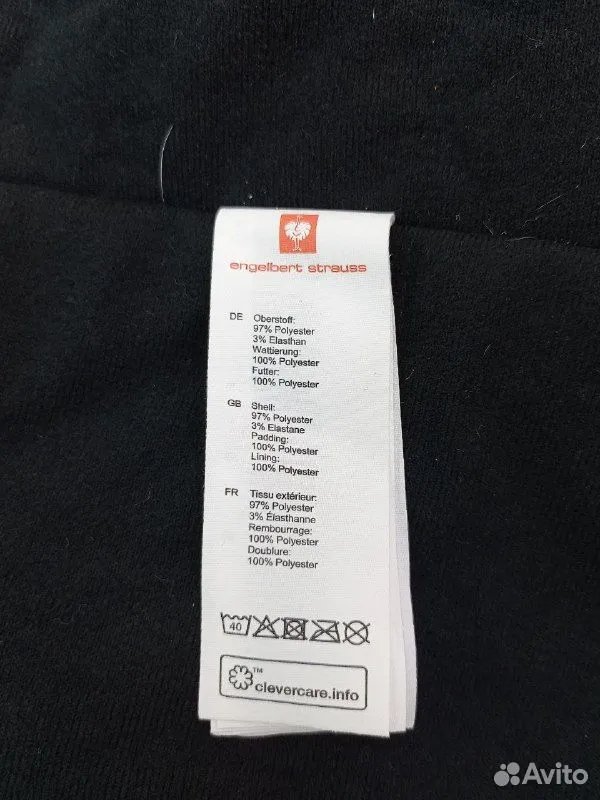 engelbert strauss
DE Oberstoff:
97% Polyester
3% Elasthan
Wattierung:
100% Polyester
Futter:
100% Polyester
GB Shell:
97% Polyester
3% Elastane
Padding:
100% Polyester
Lining:
100% Polyester
FR Tissu extérieur:
97% Polyester
3% Élasthanne
Rembourrage:
100% Polyester
Doublure:
100% Polyester
40
™
clevercare.info
Avito